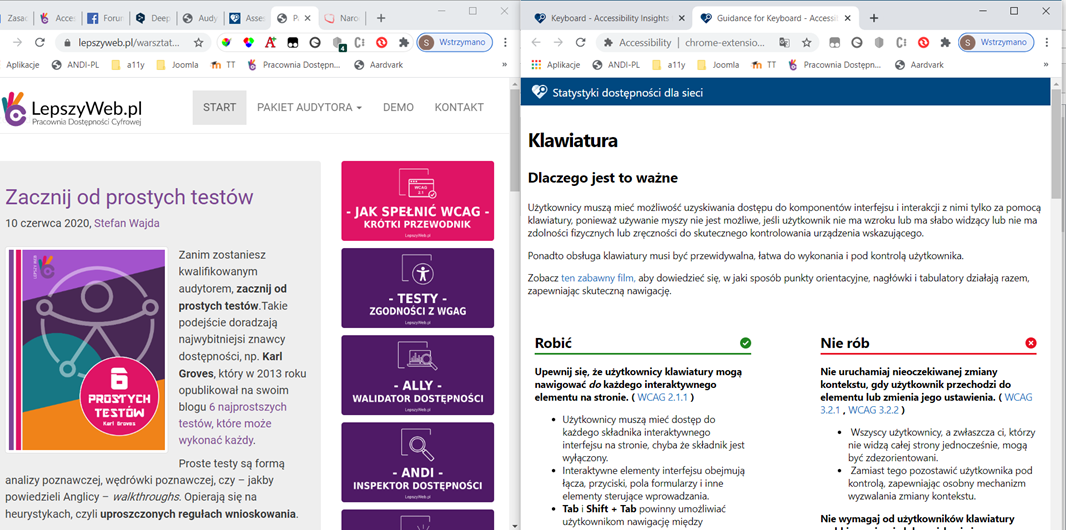 Zasad
Acces
Forum
Deep
Audy
Asses
Pa
Narod
lepszyweb.pl/warsztat...
Wstrzymano
Aplikacje
ANDI-PL
a11y
Joomla
TT
Pracownia Dostępn...
Aardvark
LepszyWeb.pl
Pracownia Dostępności Cyfrowej
START
PAKIET AUDYTORA
DEMO
KONTAKT
Zacznij od prostych testów
10 czerwca 2020, Stefan Wajda
6
PROSTYCH
TESTÓW
Karl Groves
Zanim zostaniesz
kwalifikowanym
audytorem, zacznij od
prostych testów.Takie
podejście doradzają
najwybitniejsi znawcy
dostępności, np. Karl
Groves, który w 2013 roku
opublikował na swoim
blogu 6 najprostszych
testów, które może
wykonać każdy.
Proste testy są formą
analizy poznawczej, wędrówki poznawczej, czy – jakby
powiedzieli Anglicy – walkthroughs. Opierają się na
heurystykach, czyli uproszczonych regułach wnioskowania.
WCAG
2.1
- JAK SPEŁNIĆ WCAG -
KRÓTKI PRZEWODNIK
LepszyWeb.pl
- TESTY -
ZGODNOŚCI Z WGAG
LepszyWeb.pl
- ALLY -
WALIDATOR DOSTĘPNOŚCI
LepszyWeb.pl
- ANDI -
INSPEKTOR DOSTĘPNOŚCI
LepszyWeb.pl
Keyboard - Accessibility Insights
Guidance for Keyboard - Accessi
Accessibility | chrome-extensio...
Wstrzymano
Aplikacje
ANDI-PL
a11y
Joomla
TT
Pracownia Dostępn...
Aardvark
Statystyki dostępności dla sieci
Klawiatura
Dlaczego jest to ważne
Użytkownicy muszą mieć możliwość uzyskiwania dostępu do komponentów interfejsu i interakcji z nimi tylko za pomocą
klawiatury, ponieważ używanie myszy nie jest możliwe, jeśli użytkownik nie ma wzroku lub ma słabo widzący lub nie ma
zdolności fizycznych lub zręczności do skutecznego kontrolowania urządzenia wskazującego.
Ponadto obsługa klawiatury musi być przewidywalna, łatwa do wykonania i pod kontrolą użytkownika.
Zobacz ten zabawny film, aby dowiedzieć się, w jaki sposób punkty orientacyjne, nagłówki i tabulatory działają razem,
zapewniając skuteczną nawigację.
Robić
Upewnij się, że użytkownicy klawiatury mogą
nawigować do każdego interaktywnego
elementu na stronie. ( WCAG 2.1.1 )
Użytkownicy muszą mieć dostęp do
każdego składnika interaktywnego
interfejsu na stronie, chyba że składnik jest
wyłączony.
Interaktywne elementy interfejsu obejmują
łącza, przyciski, pola formularzy i inne
elementy sterujące wprowadzania.
Tab i Shift + Tab powinny umożliwiać
użytkownikom nawigację między
Nie rób
Nie uruchamiaj nieoczekiwanej zmiany
kontekstu, gdy użytkownik przechodzi do
elementu lub zmienia jego ustawienia. ( WCAG
3.2.1 , WCAG 3.2.2 )
Wszyscy użytkownicy, a zwłaszcza ci, którzy
nie widzą całej strony jednocześnie, mogą
być zdezorientowani.
Zamiast tego pozostawić użytkownika pod
kontrolą, zapewniając osobny mechanizm
wyzwalania zmiany kontekstu.
Nie wymagaj od użytkowników klawiatury